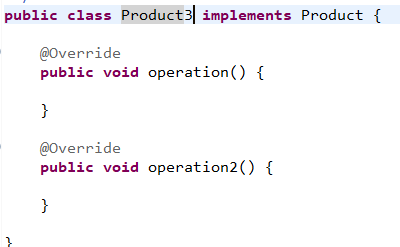 public class Product3 implements Product {
@Override
public void operation() {
}
@Override
public void operation2() {
}
}